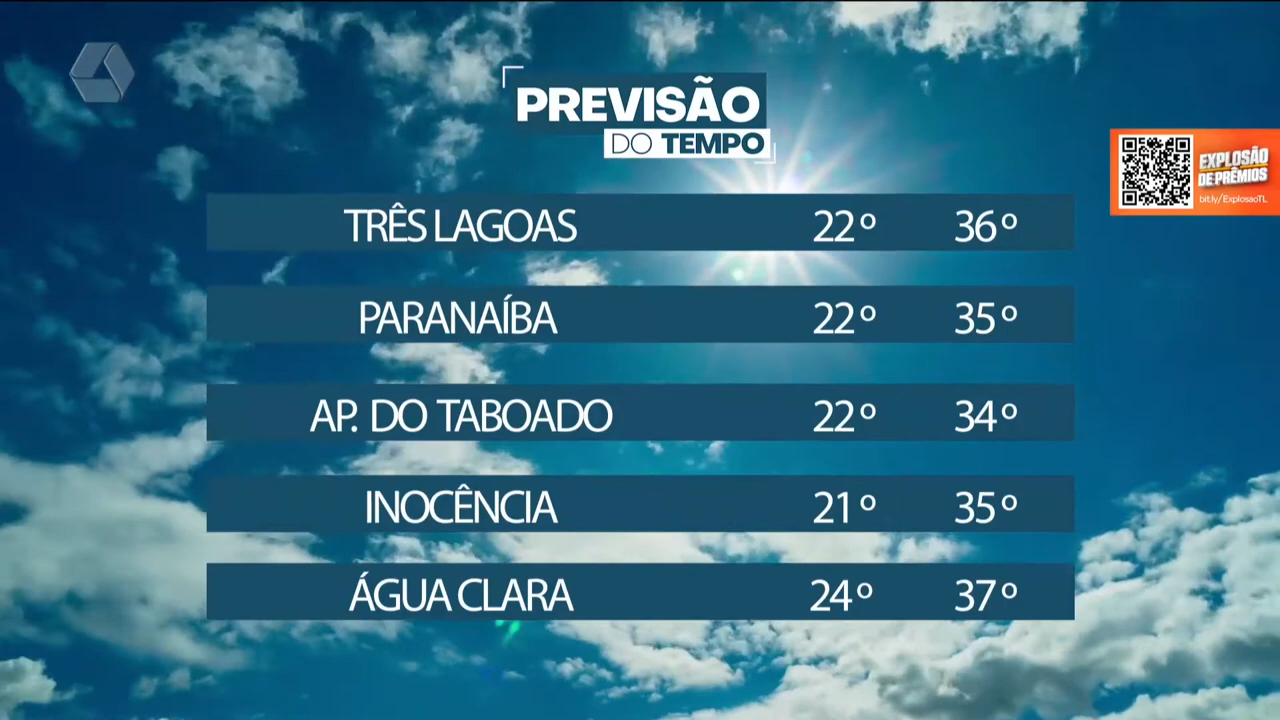 PREVISÃO
DO TEMPO
EXPLOSÃO
DE PRÊMIOS
bit.ly/ExplosaoTL
TRÊS LAGOAS 22º 36º
PARANAÍBA 22º 35º
AP. DO TABOADO 22º 34º
INOCÊNCIA 21º 35º
ÁGUA CLARA 24º 37º